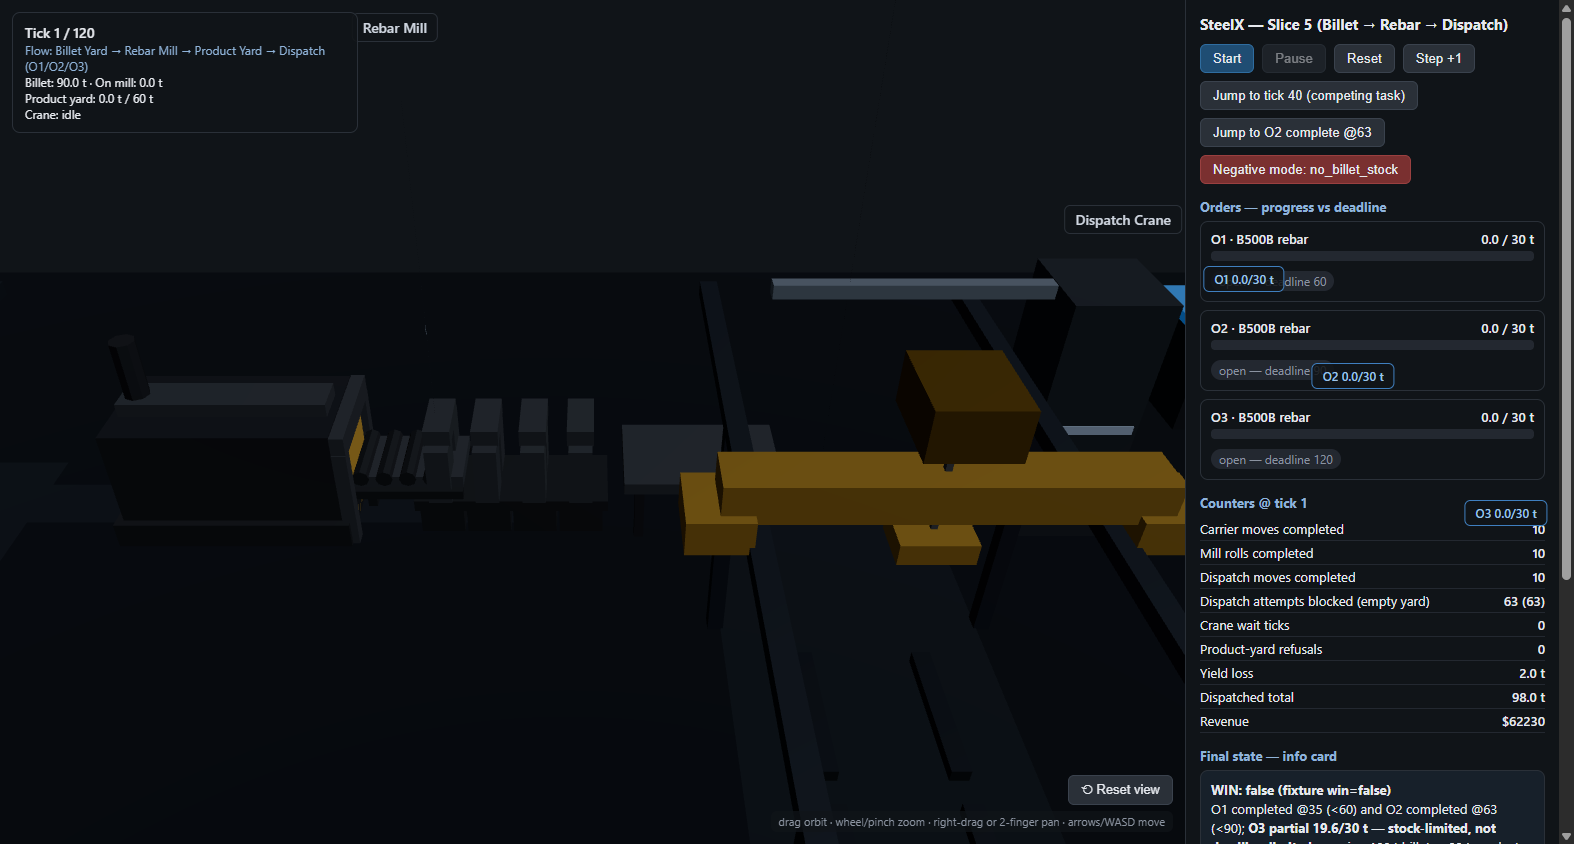 Tick 1 / 120
Flow: Billet Yard → Rebar Mill → Product Yard → Dispatch
(O1/O2/O3)
Billet: 90.0 t · On mill: 0.0 t
Product yard: 0.0 t / 60 t
Crane: idle
Rebar Mill
Dispatch Crane
⟲ Reset view
drag orbit · wheel/pinch zoom · right-drag or 2-finger pan · arrows/WASD move
SteelX — Slice 5 (Billet → Rebar → Dispatch)
Start Pause Reset Step +1
Jump to tick 40 (competing task)
Jump to O2 complete @63
Negative mode: no_billet_stock
Orders — progress vs deadline
O1 · B500B rebar 0.0 / 30 t
O1 0.0/30 t dline 60
O2 · B500B rebar 0.0 / 30 t
open — deadline
O2 0.0/30 t
O3 · B500B rebar 0.0 / 30 t
open — deadline 120
Counters @ tick 1
O3 0.0/30 t
Carrier moves completed 10
Mill rolls completed 10
Dispatch moves completed 10
Dispatch attempts blocked (empty yard) 63 (63)
Crane wait ticks 0
Product-yard refusals 0
Yield loss 2.0 t
Dispatched total 98.0 t
Revenue $62230
Final state — info card
WIN: false (fixture win=false)
O1 completed @35 (<60) and O2 completed @63
(<90); O3 partial 19.6/30 t — stock-limited, not